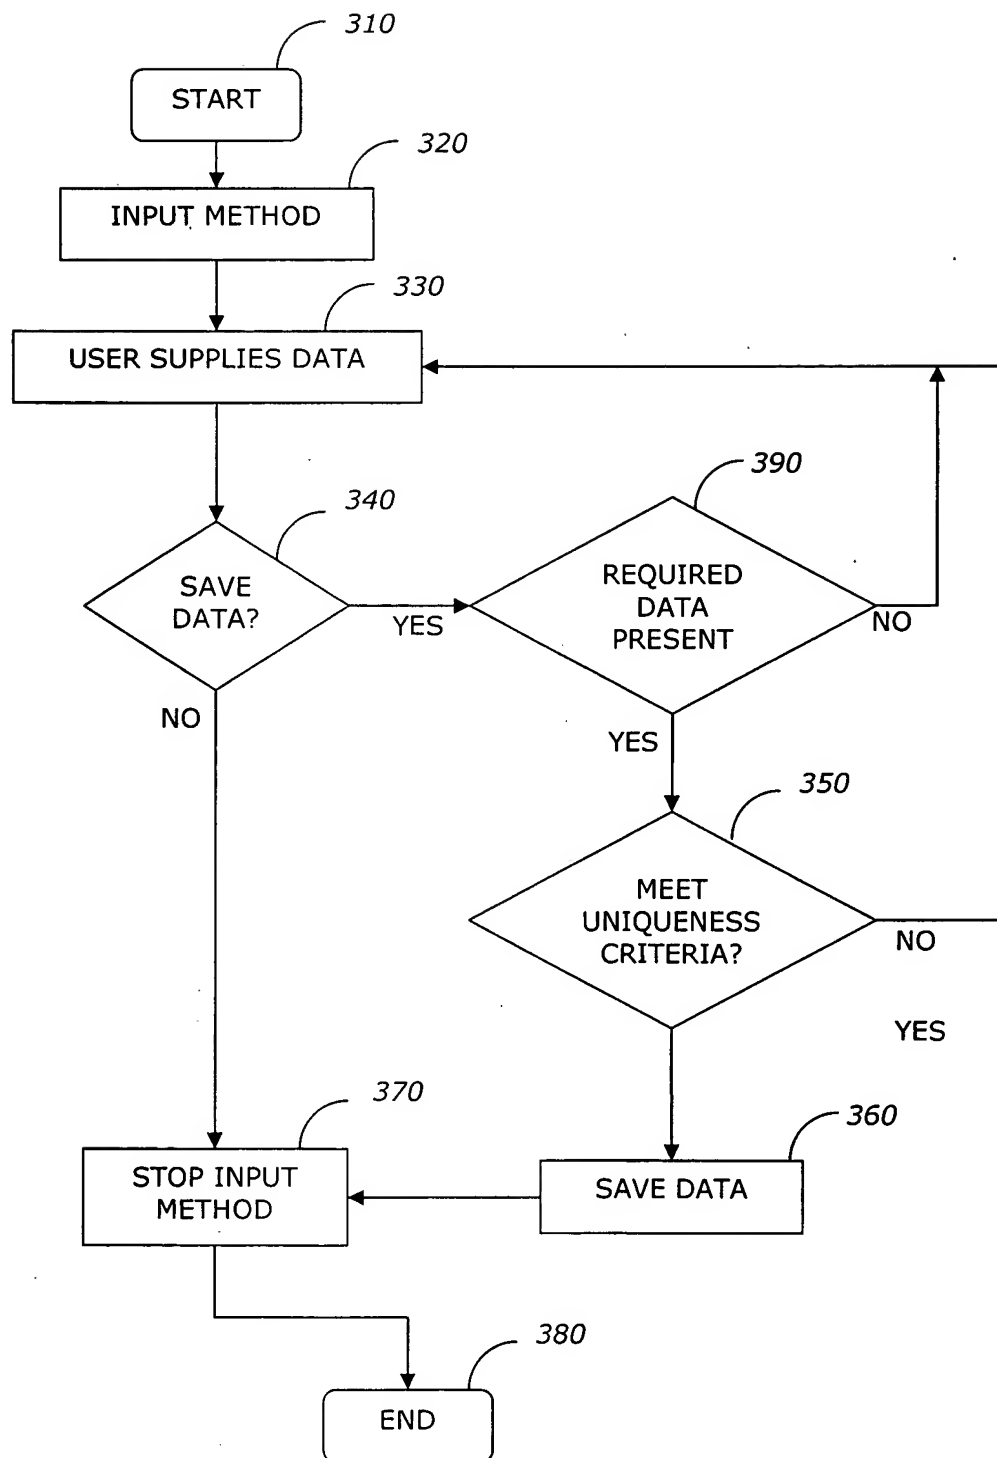 310
START
320
INPUT METHOD
330
USER SUPPLIES DATA
390
340
SAVE
DATA?
YES
REQUIRED
DATA
PRESENT
NO
NO
YES
350
MEET
UNIQUENESS
CRITERIA?
NO
YES
370
360
STOP INPUT
METHOD
SAVE DATA
380
END